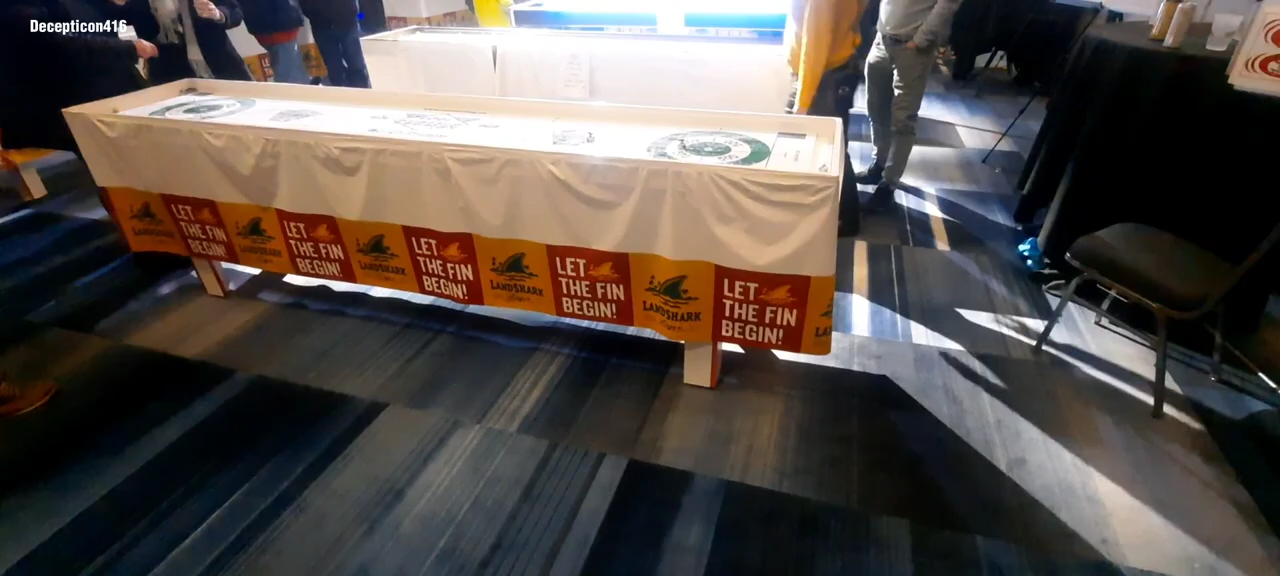 Decepticon416
LET
THE FIN
BEGIN!
LANDSHARK
LET
THE FIN
BEGIN!
LANDSHARK
LET
THE FIN
BEGIN!
LANDSHARK
LET
THE FIN
BEGIN!
LANDSHARK
LET
THE FIN
BEGIN!